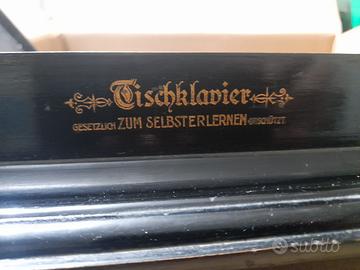 Tischklavier
GESETZLICH ZUM SELBSTERLERNEN GESCHÜTZT
subito